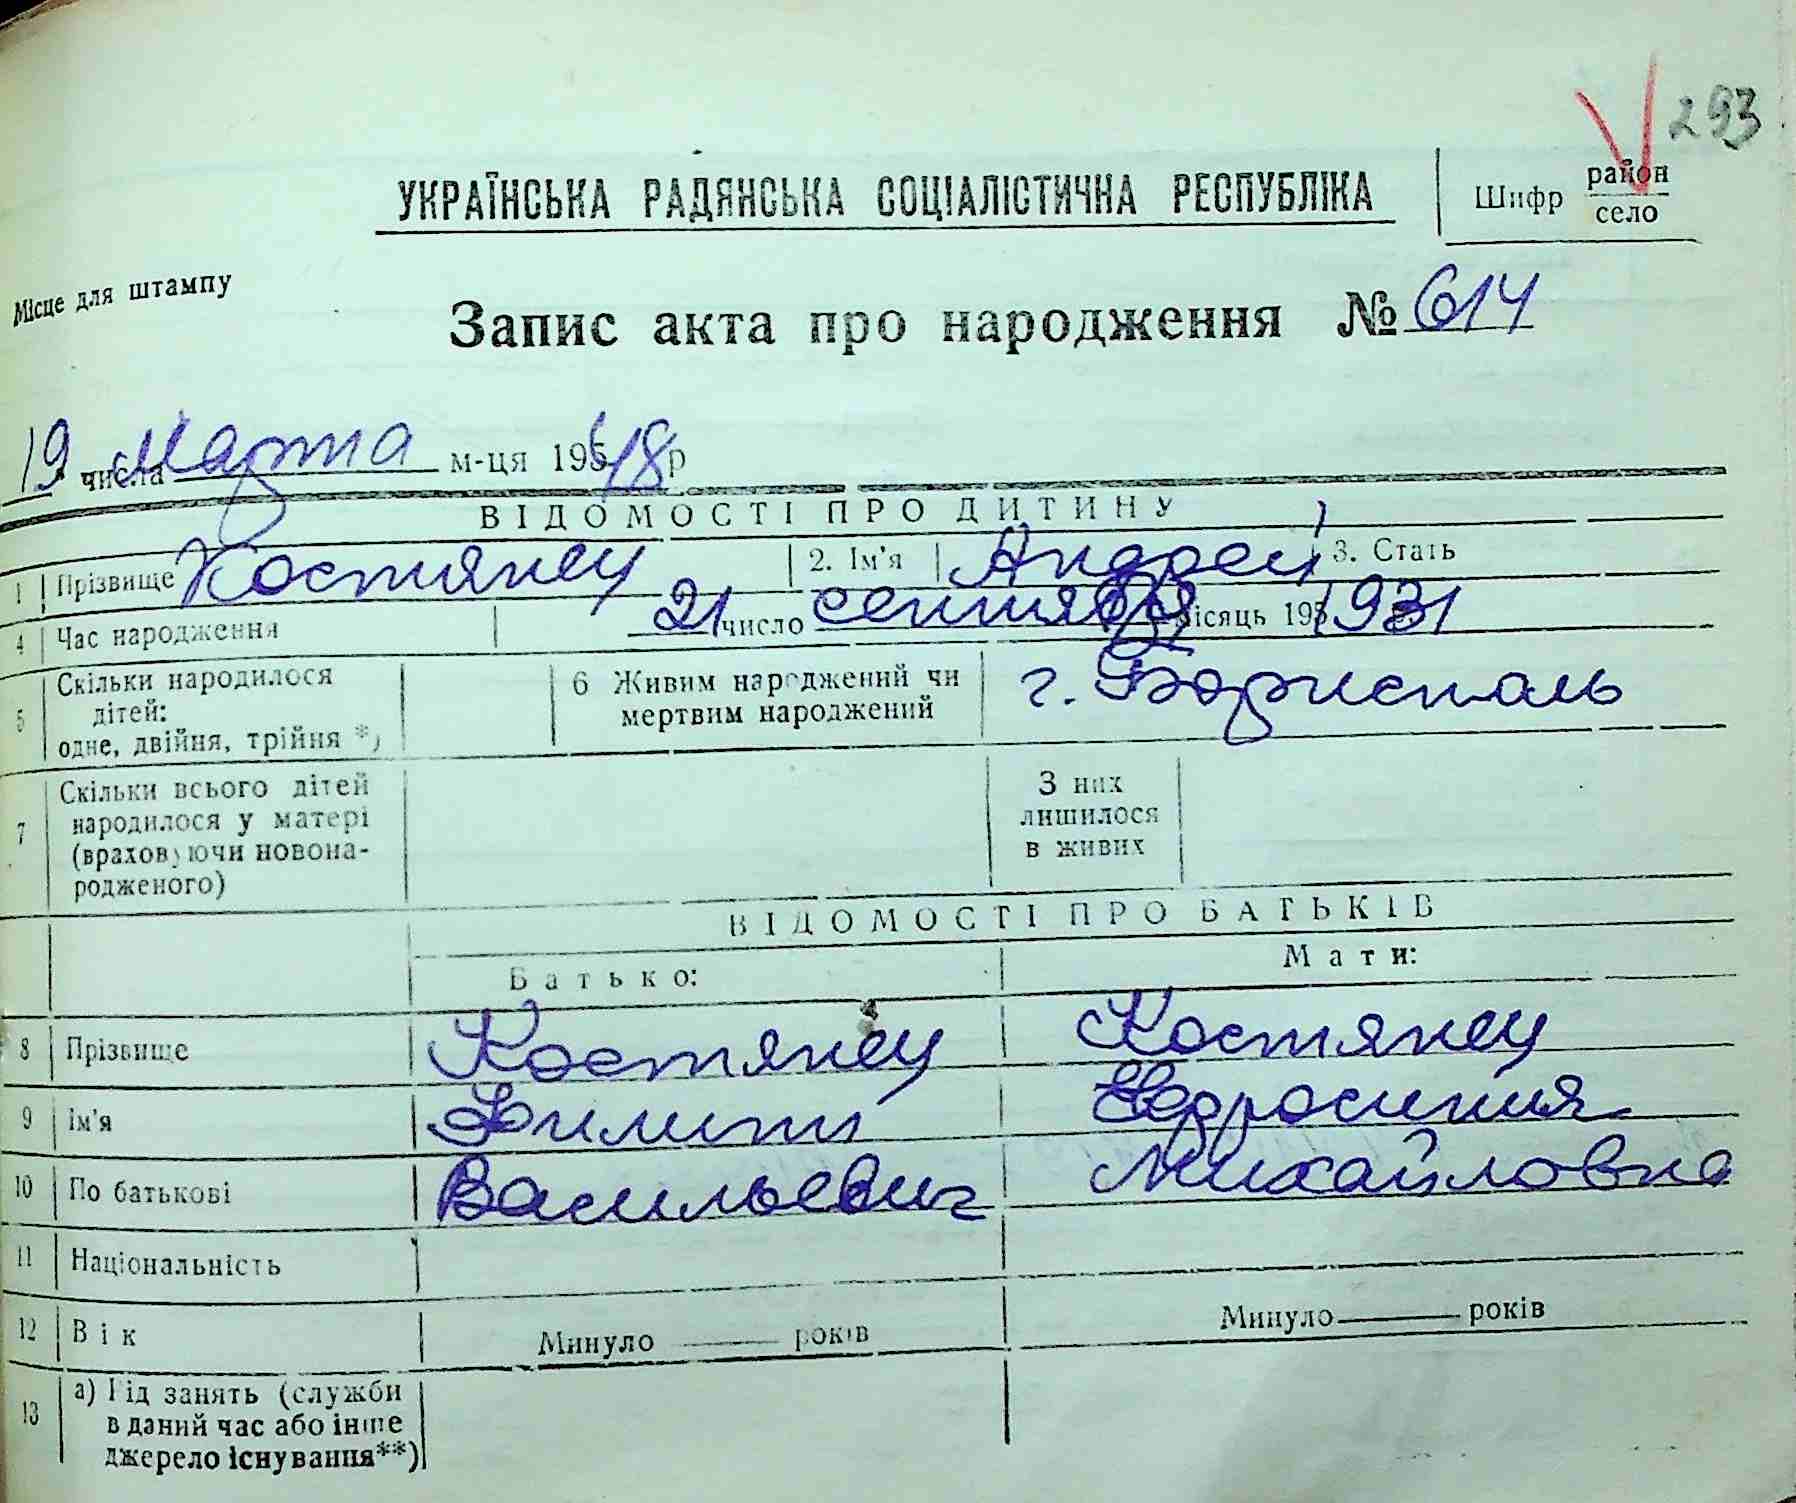 293
УКРАЇНСЬКА РАДЯНСЬКА СОЦІАЛІСТИЧНА РЕСПУБЛІКА
Шифр район село
Місце для штампу
Запис акта про народження № 614
19 числа Марта м-ця 195 48 р
ВІДОМОСТІ ПРО ДИТИНУ
1 Прізвище Костянец 2. Ім'я Андрей 3. Стать
4 Час народження 21 число сентября місяць 195 1931
5 Скільки народилося дітей: одне, двійня, трійня *) 6 Живим народжений чи мертвим народжений г. Борисполь
7 Скільки всього дітей народилося у матері (враховуючи новонародженого) З них лишилося в живих
ВІДОМОСТІ ПРО БАТЬКІВ
Батько: Мати:
8 Прізвище Костянец Костянец
9 Ім'я Филипп Евфросиния
10 По батькові Васильевич Михайловна
11 Національність
12 Вік Минуло років Минуло років
13 а) Рід занять (служби
в даний час або інше
джерело існування**)